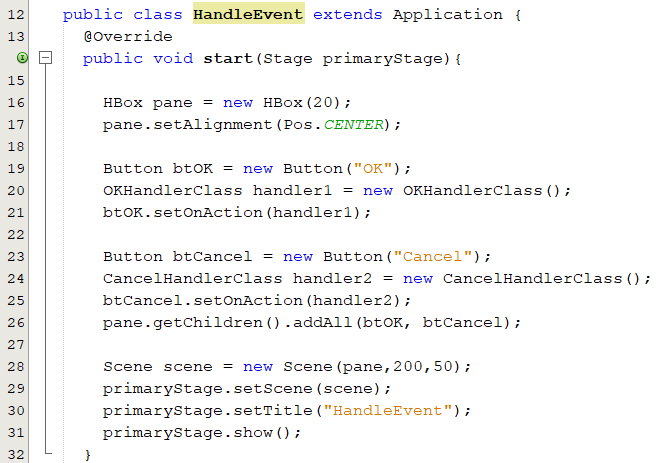 12 public class HandleEvent extends Application {
13   @Override
   public void start(Stage primaryStage){
15
16     HBox pane = new HBox(20);
17     pane.setAlignment(Pos.CENTER);
18
19     Button btOK = new Button("OK");
20     OKHandlerClass handler1 = new OKHandlerClass();
21     btOK.setOnAction(handler1);
22
23     Button btCancel = new Button("Cancel");
24     CancelHandlerClass handler2 = new CancelHandlerClass();
25     btCancel.setOnAction(handler2);
26     pane.getChildren().addAll(btOK, btCancel);
27
28     Scene scene = new Scene(pane,200,50);
29     primaryStage.setScene(scene);
30     primaryStage.setTitle("HandleEvent");
31     primaryStage.show();
32   }